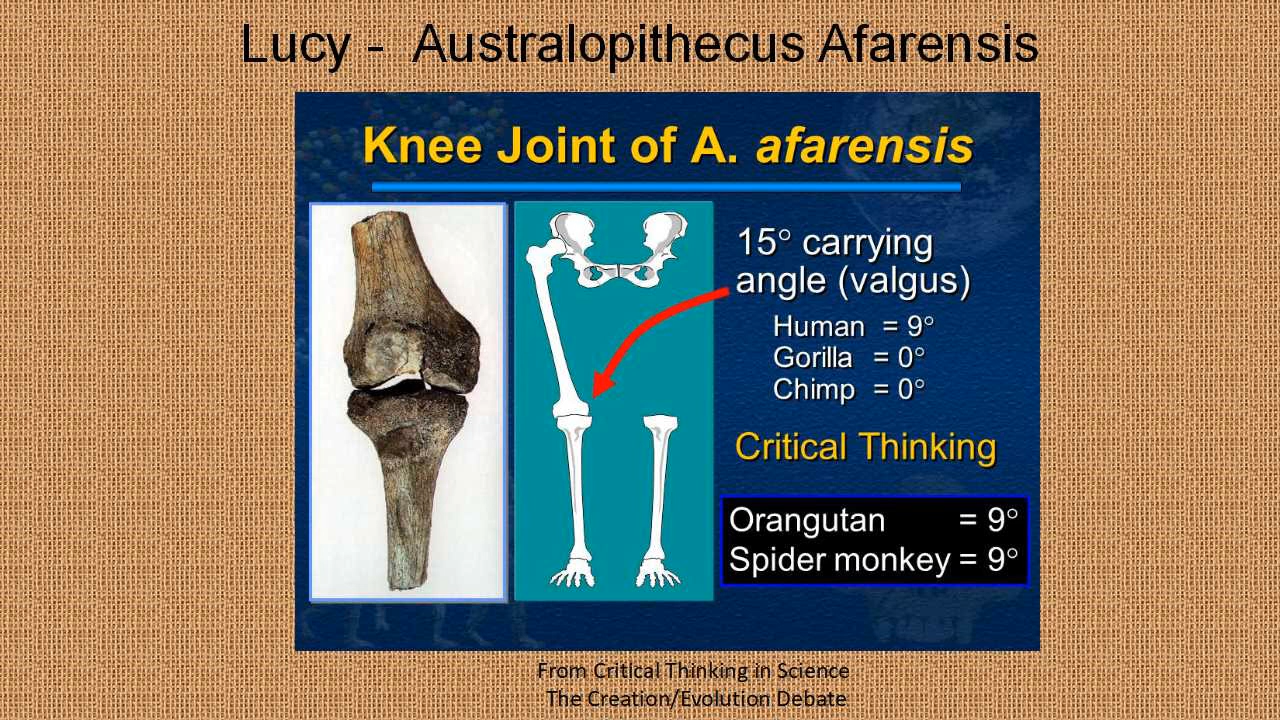 Lucy -  Australopithecus Afarensis
Knee Joint of A. afarensis
15° carrying
angle (valgus)
Human = 9°
Gorilla = 0°
Chimp = 0°
Critical Thinking
Orangutan = 9°
Spider monkey = 9°
From Critical Thinking in Science
The Creation/Evolution Debate